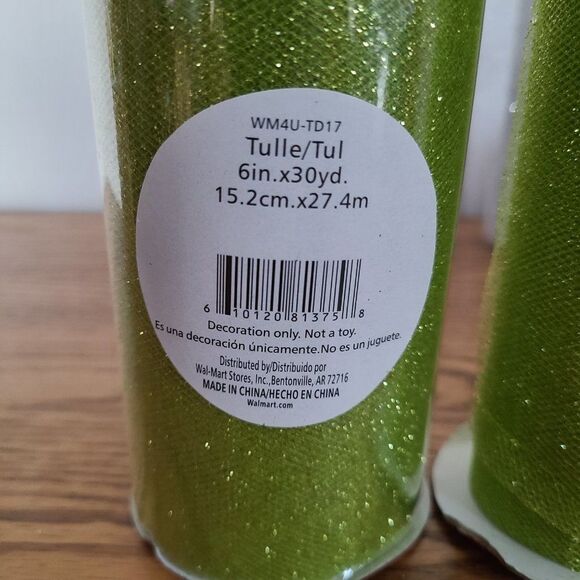 WM4U-TD17
Tulle/Tul
6in.x30yd.
15.2cm.x27.4m
6 10120 81375 8
Decoration only. Not a toy.
Es una decoración únicamente.No es un juguete.
Distributed by/Distribuido por
Wal-Mart Stores, Inc.,Bentonville, AR 72716
MADE IN CHINA/HECHO EN CHINA
Walmart.com